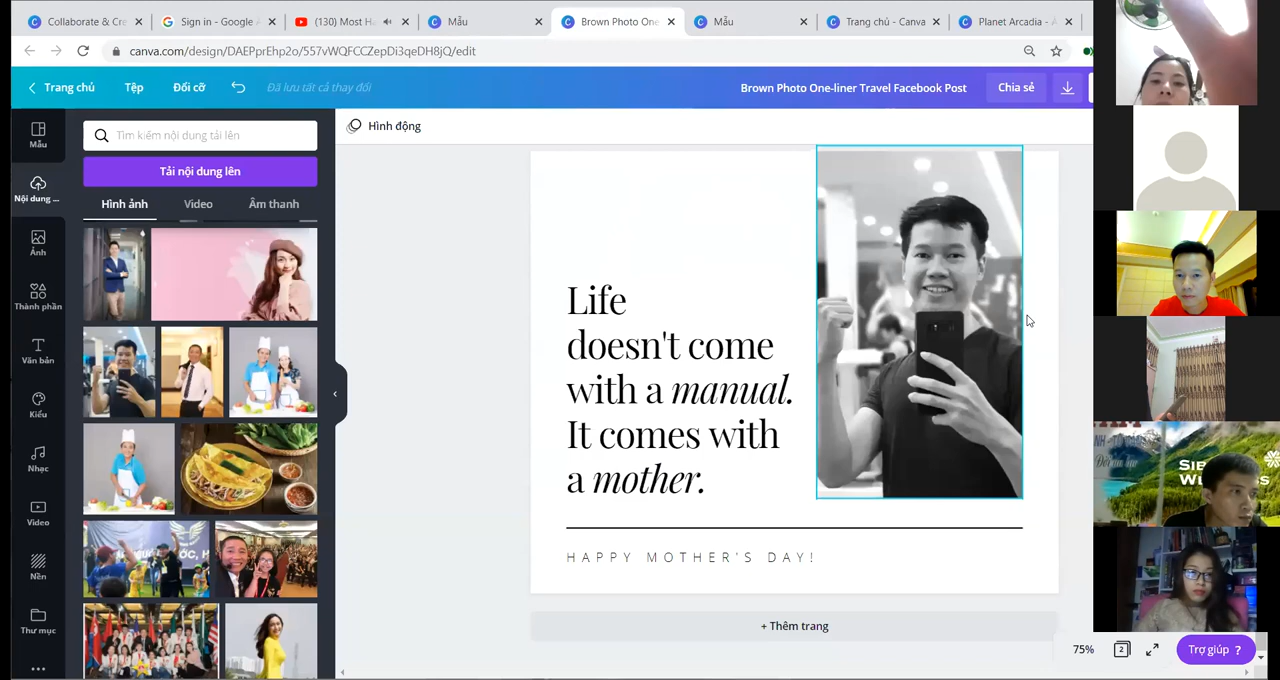 Collaborate & Cre
Sign in - Google A
(130) Most Ha
Mẫu
Brown Photo One
Mẫu
Trang chủ - Canva
Planet Arcadia - A
canva.com/design/DAEPprEhp2o/557vWQFCCZepDi3qeDH8jQ/edit
Trang chủ
Tệp
Đổi cỡ
Đã lưu tất cả thay đổi
Brown Photo One-liner Travel Facebook Post
Chia sẻ
Mẫu
Nội dung ...
Ảnh
Thành phần
Văn bản
Kiểu
Nhạc
Video
Nền
Thư mục
Tìm kiếm nội dung tải lên
Tải nội dung lên
Hình ảnh
Video
Âm thanh
Hình động
Life
doesn't come
with a manual.
It comes with
a mother.
HAPPY MOTHER'S DAY!
+ Thêm trang
75%
2
Trợ giúp ?